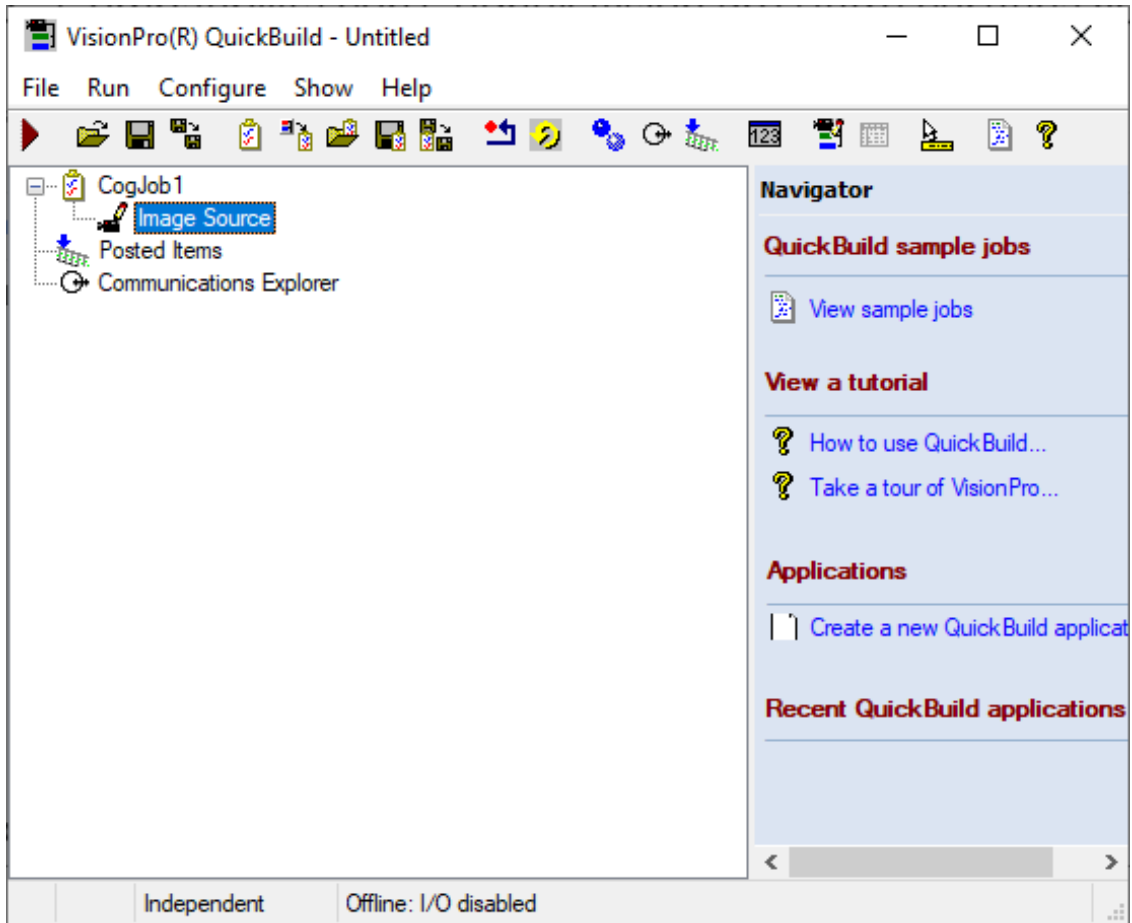 VisionPro(R) QuickBuild - Untitled
File Run Configure Show Help
123
CogJob1
Image Source
Posted Items
Communications Explorer
Navigator
QuickBuild sample jobs
View sample jobs
View a tutorial
How to use QuickBuild...
Take a tour of VisionPro...
Applications
Create a new QuickBuild applicat
Recent QuickBuild applications
Independent Offline: I/O disabled